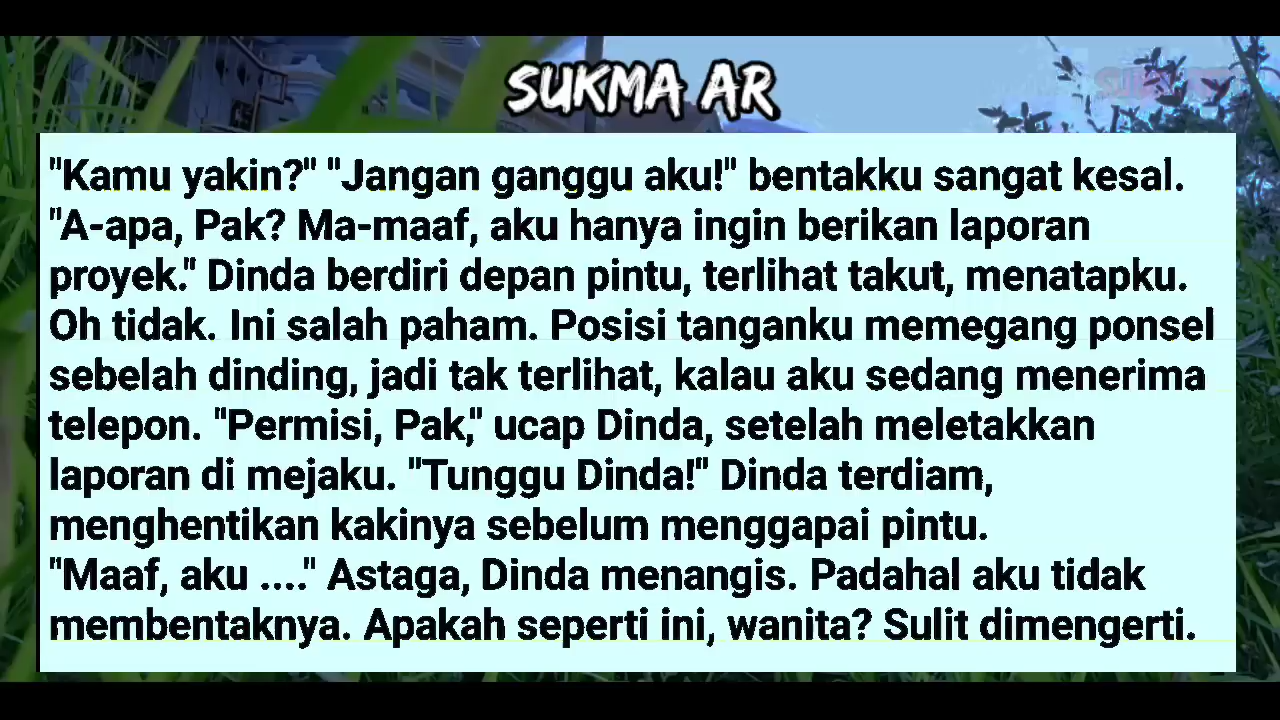 SUKMA AR
"Kamu yakin?" "Jangan ganggu aku!" bentakku sangat kesal.
"A-apa, Pak? Ma-maaf, aku hanya ingin berikan laporan
proyek." Dinda berdiri depan pintu, terlihat takut, menatapku.
Oh tidak. Ini salah paham. Posisi tanganku memegang ponsel
sebelah dinding, jadi tak terlihat, kalau aku sedang menerima
telepon. "Permisi, Pak," ucap Dinda, setelah meletakkan
laporan di mejaku. "Tunggu Dinda!" Dinda terdiam,
menghentikan kakinya sebelum menggapai pintu.
"Maaf, aku ...." Astaga, Dinda menangis. Padahal aku tidak
membentaknya. Apakah seperti ini, wanita? Sulit dimengerti.